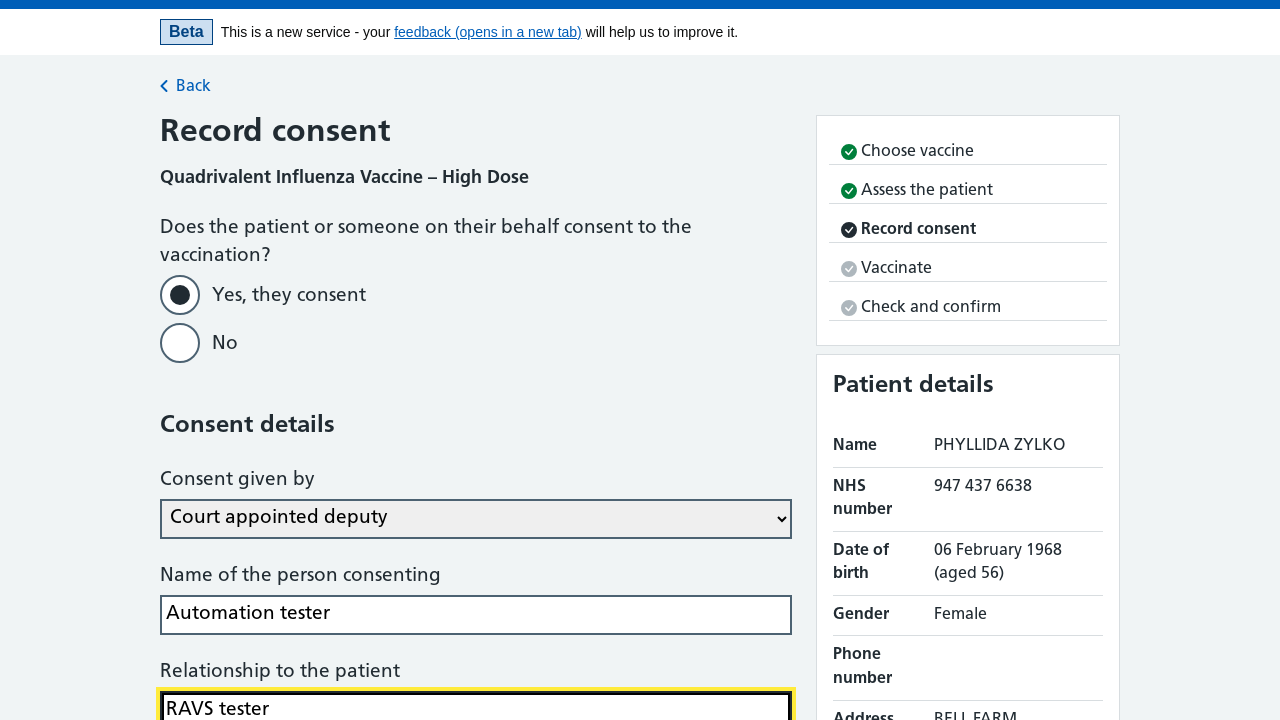 Beta This is a new service - your feedback (opens in a new tab) will help us to improve it.
Back
Record consent
Quadrivalent Influenza Vaccine – High Dose
Does the patient or someone on their behalf consent to the
vaccination?
Yes, they consent
No
Consent details
Consent given by
Court appointed deputy
Name of the person consenting
Automation tester
Relationship to the patient
RAVS tester
Choose vaccine
Assess the patient
Record consent
Vaccinate
Check and confirm
Patient details
Name PHYLLIDA ZYLKO
NHS 947 437 6638
number
Date of 06 February 1968
birth (aged 56)
Gender Female
Phone
number
Address BELL FARM